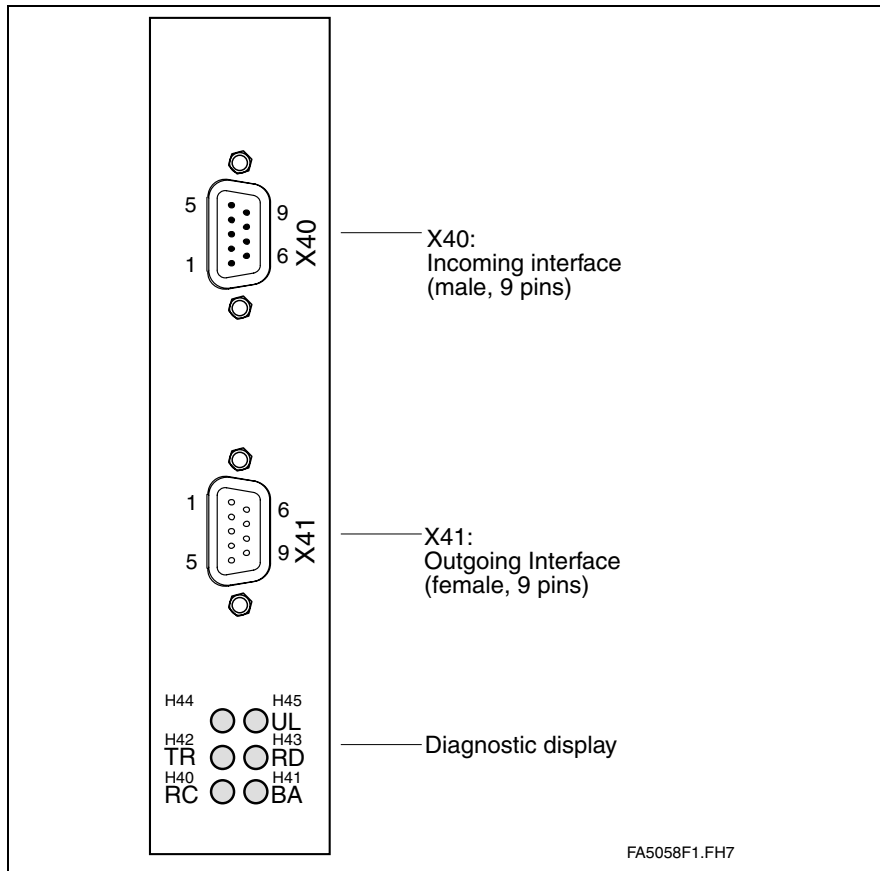 5
9
1
6
X40
X40:
Incoming interface
(male, 9 pins)
1
6
5
9
X41
X41:
Outgoing Interface
(female, 9 pins)
H44
H45
UL
H42
H43
TR
RD
H40
H41
RC
BA
Diagnostic display
FA5058F1.FH7